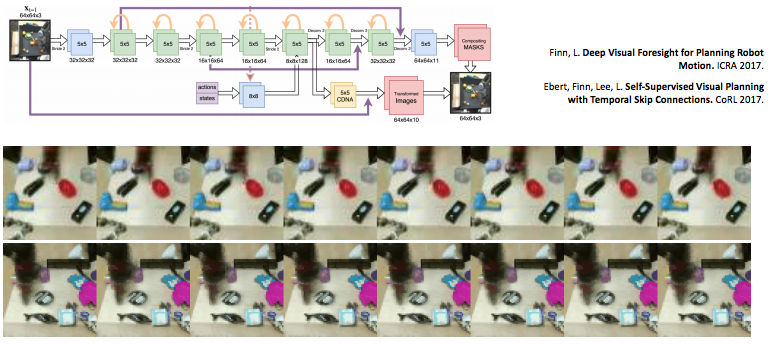 x_{t-1}
64x64x3
Stride 2
5x5
32x32x32
5x5
32x32x32
5x5
32x32x32
Stride 2
5x5
16x16x64
5x5
16x16x64
Stride 2
5x5
8x8x128
Deconv 2
5x5
16x16x64
Deconv 2
5x5
32x32x32
Deconv 2
5x5
64x64x11
Compositing
MASKS
actions
states
8x8
5x5
CDNA
Transformed
Images
64x64x10
64x64x3
Finn, L. Deep Visual Foresight for Planning Robot
Motion. ICRA 2017.
Ebert, Finn, Lee, L. Self-Supervised Visual Planning
with Temporal Skip Connections. CoRL 2017.